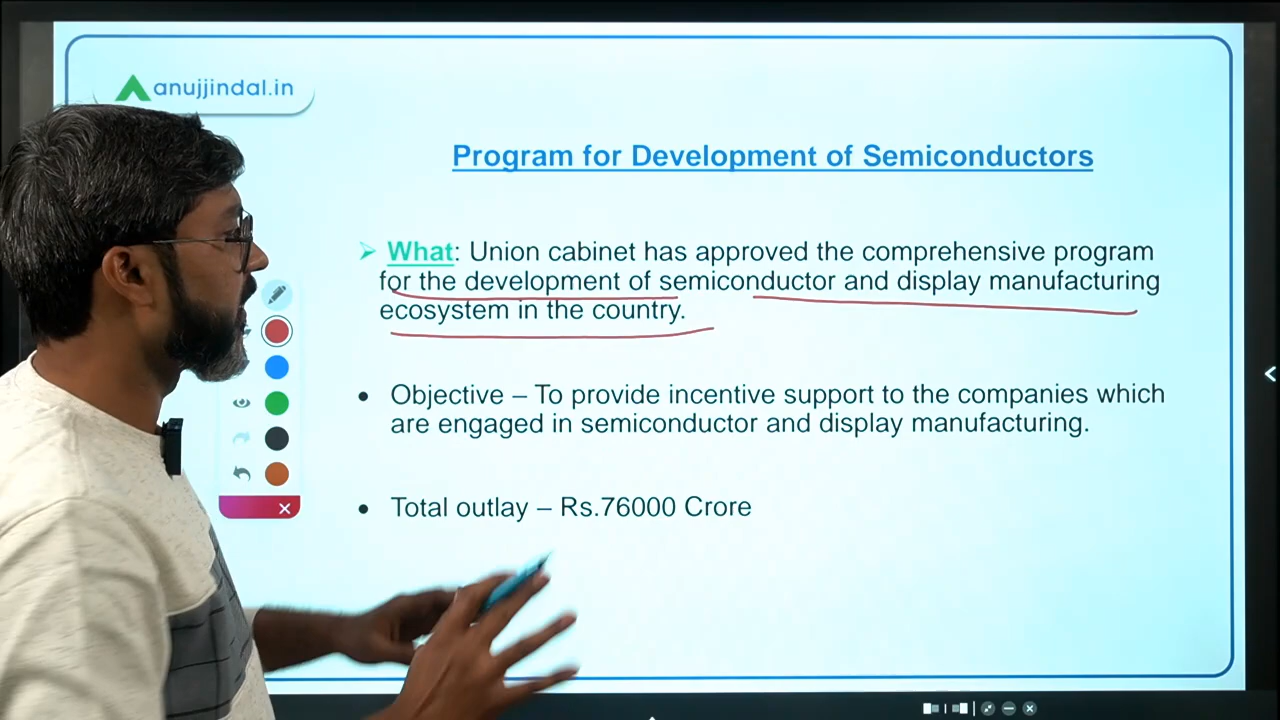 anujjindal.in
Program for Development of Semiconductors
What: Union cabinet has approved the comprehensive program
for the development of semiconductor and display manufacturing
ecosystem in the country.
Objective – To provide incentive support to the companies which
are engaged in semiconductor and display manufacturing.
Total outlay – Rs.76000 Crore